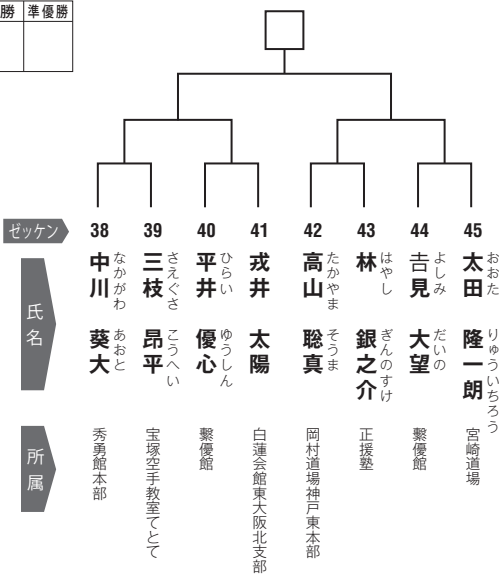 勝 準優勝
ゼッケン 38 39 40 41 42 43 44 45
氏名
中川 葵大
なかがわ あおと
三枝 昂平
さえぐさ こうへい
平井 優心
ひらい ゆうしん
戎井 太陽
高山 聡真
たかやま そうま
林 銀之介
はやし ぎんのすけ
𠮷見 大望
よしみ だいの
太田 隆一朗
おおた りゅういちろう
所属
秀勇館本部
宝塚空手教室てとて
繋優館
白蓮会館東大阪北支部
岡村道場神戸東本部
正援塾
繋優館
宮崎道場